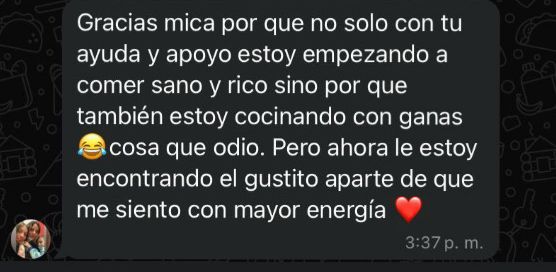 Gracias mica por que no solo con tu
ayuda y apoyo estoy empezando a
comer sano y rico sino por que
también estoy cocinando con ganas
😂cosa que odio. Pero ahora le estoy
encontrando el gustito aparte de que
me siento con mayor energía ❤️
3:37 p. m.